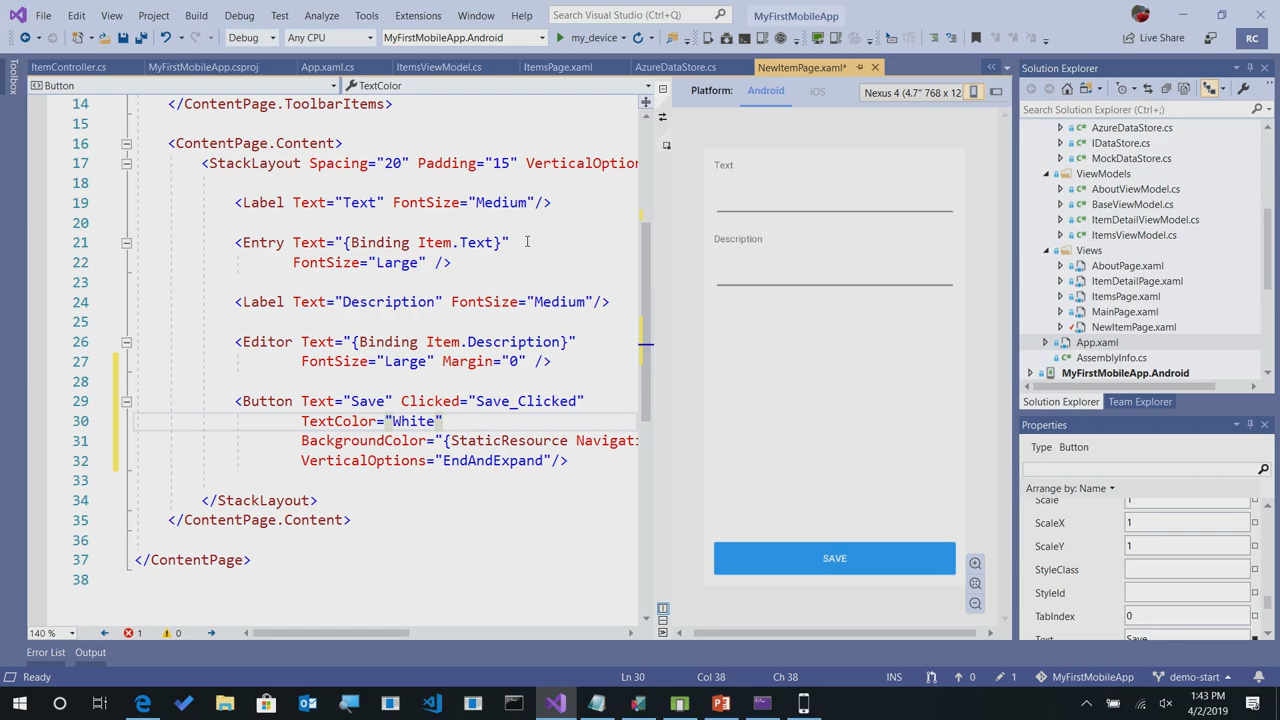 File Edit View Project Build Debug Test Analyze Tools Extensions Window Help Search Visual Studio (Ctrl+Q) MyFirstMobileApp
Debug Any CPU MyFirstMobileApp.Android my_device Live Share RC
Toolbox
ItemController.cs MyFirstMobileApp.csproj App.xaml.cs ItemsViewModel.cs ItemsPage.xaml AzureDataStore.cs NewItemPage.xaml*
Button TextColor
14 </ContentPage.ToolbarItems>
15
16 <ContentPage.Content>
17 <StackLayout Spacing="20" Padding="15" VerticalOption
18
19 <Label Text="Text" FontSize="Medium"/>
20
21 <Entry Text="{Binding Item.Text}"
22 FontSize="Large" />
23
24 <Label Text="Description" FontSize="Medium"/>
25
26 <Editor Text="{Binding Item.Description}"
27 FontSize="Large" Margin="0" />
28
29 <Button Text="Save" Clicked="Save_Clicked"
30 TextColor="White"
31 BackgroundColor="{StaticResource Navigati
32 VerticalOptions="EndAndExpand"/>
33
34 </StackLayout>
35 </ContentPage.Content>
36
37 </ContentPage>
38
140 % 1 0
Platform: Android iOS Nexus 4 (4.7" 768 x 12
Text
Description
SAVE
Solution Explorer
Search Solution Explorer (Ctrl+;)
AzureDataStore.cs
IDataStore.cs
MockDataStore.cs
ViewModels
AboutViewModel.cs
BaseViewModel.cs
ItemDetailViewModel.cs
ItemsViewModel.cs
Views
AboutPage.xaml
ItemDetailPage.xaml
ItemsPage.xaml
MainPage.xaml
NewItemPage.xaml
App.xaml
AssemblyInfo.cs
MyFirstMobileApp.Android
Solution Explorer Team Explorer
Properties
Type Button
Arrange by: Name
Scale 1
ScaleX 1
ScaleY 1
StyleClass
StyleId
TabIndex 0
Text Save
Error List Output
Ready Ln 30 Col 38 Ch 38 INS 0 1 MyFirstMobileApp demo-start
1:43 PM
4/2/2019